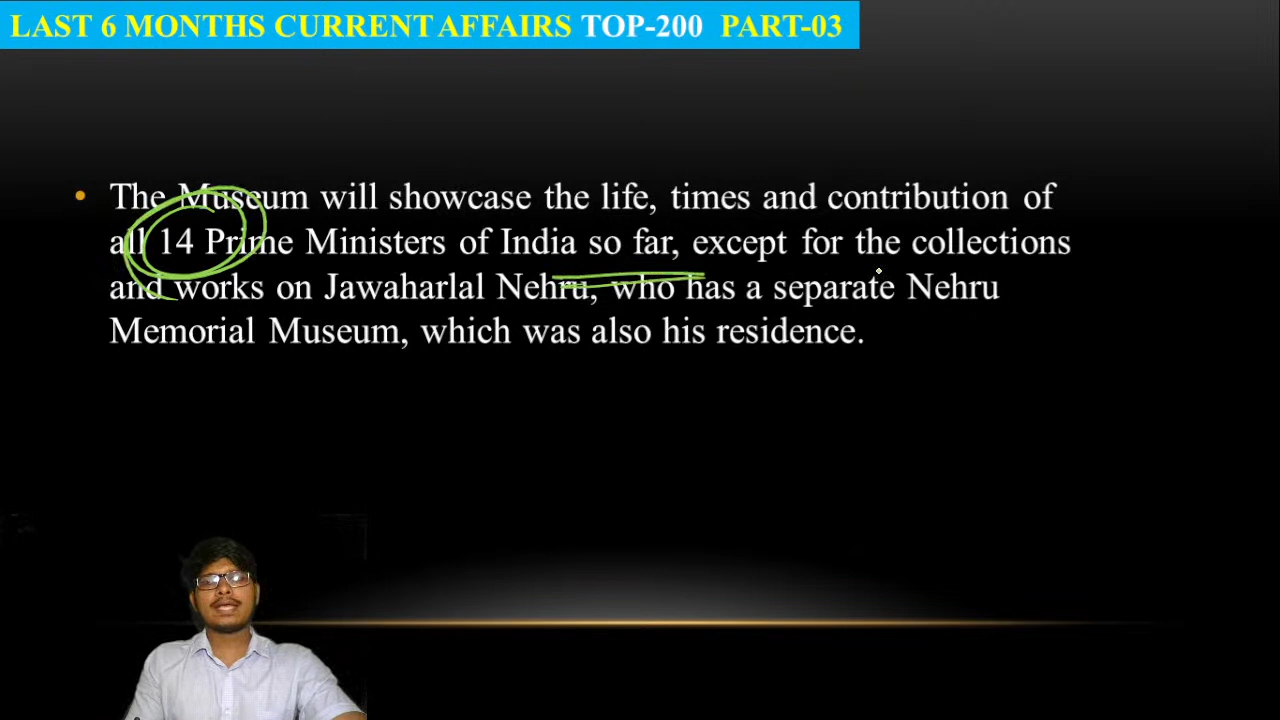 LAST 6 MONTHS CURRENT AFFAIRS TOP-200 PART-03
• The Museum will showcase the life, times and contribution of
all 14 Prime Ministers of India so far, except for the collections
and works on Jawaharlal Nehru, who has a separate Nehru
Memorial Museum, which was also his residence.